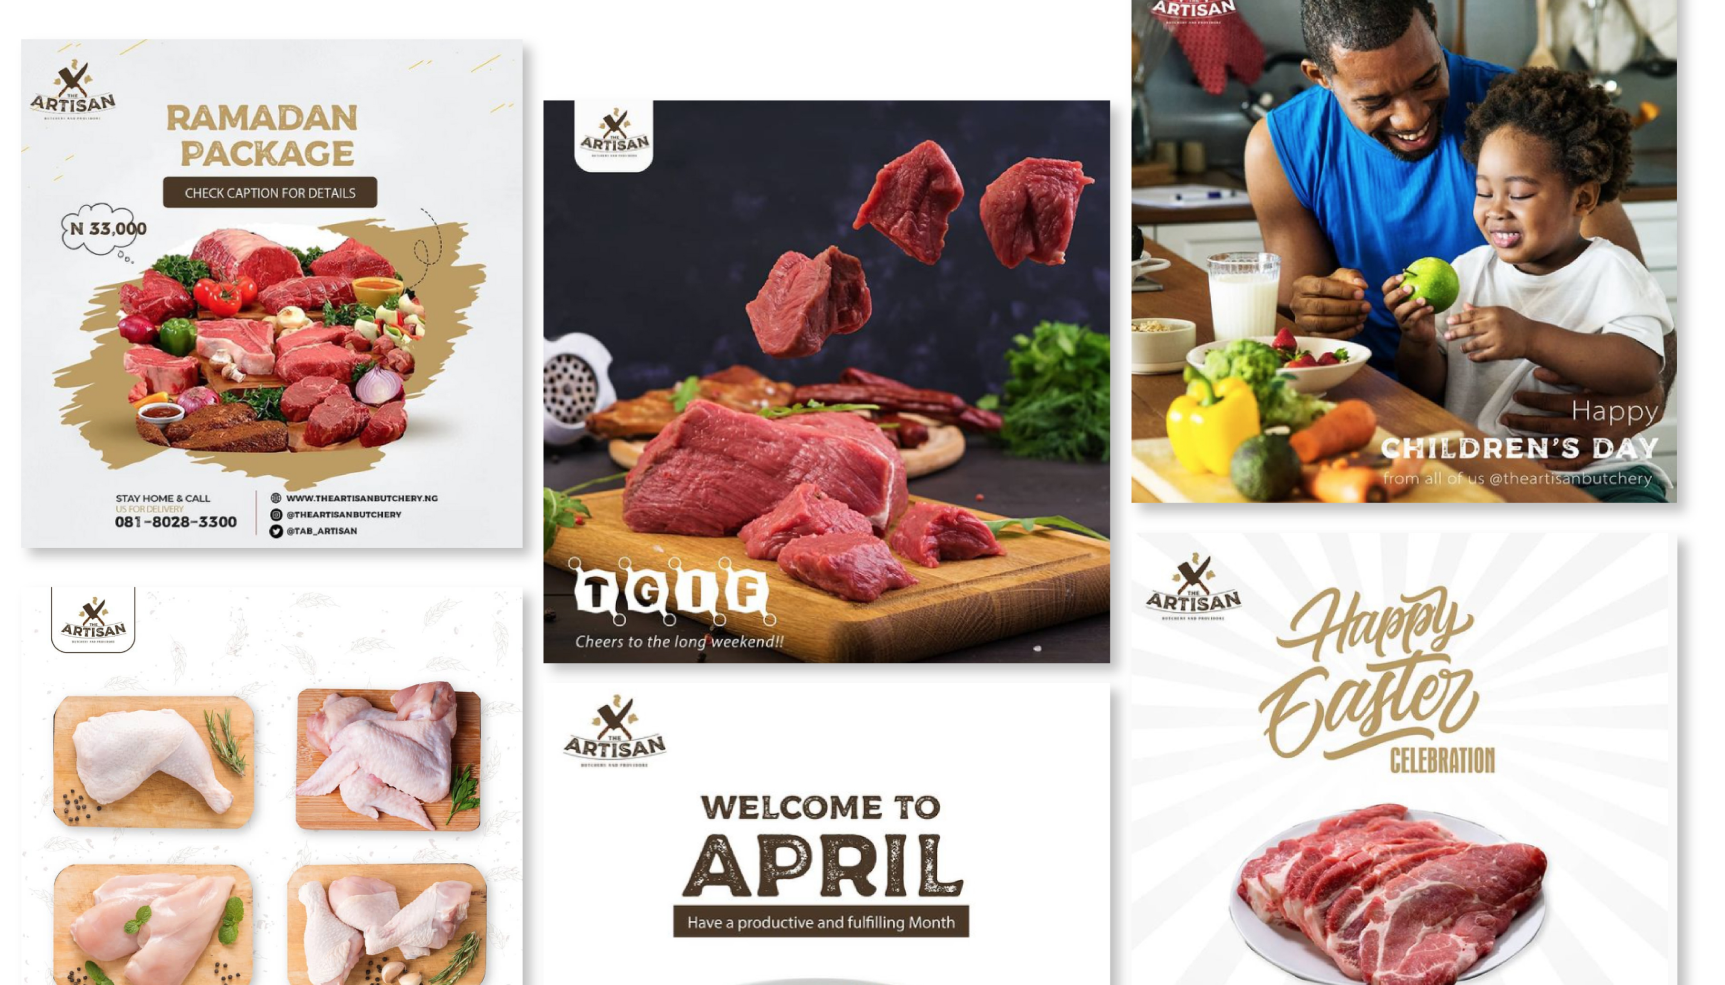 THE
ARTISAN
BUTCHERY AND PROVISIONS
RAMADAN
PACKAGE
CHECK CAPTION FOR DETAILS
N 33,000
STAY HOME & CALL
US FOR DELIVERY
081-8028-3300
WWW.THEARTISANBUTCHERY.NG
@THEARTISANBUTCHERY
@TAB_ARTISAN
THE
ARTISAN
TGIF
Cheers to the long weekend!!
ARTISAN
Happy
CHILDREN'S DAY
from all of us @theartisanbutchery
THE
ARTISAN
THE
ARTISAN
WELCOME TO
APRIL
Have a productive and fulfilling Month
THE
ARTISAN
Happy
Easter
CELEBRATION